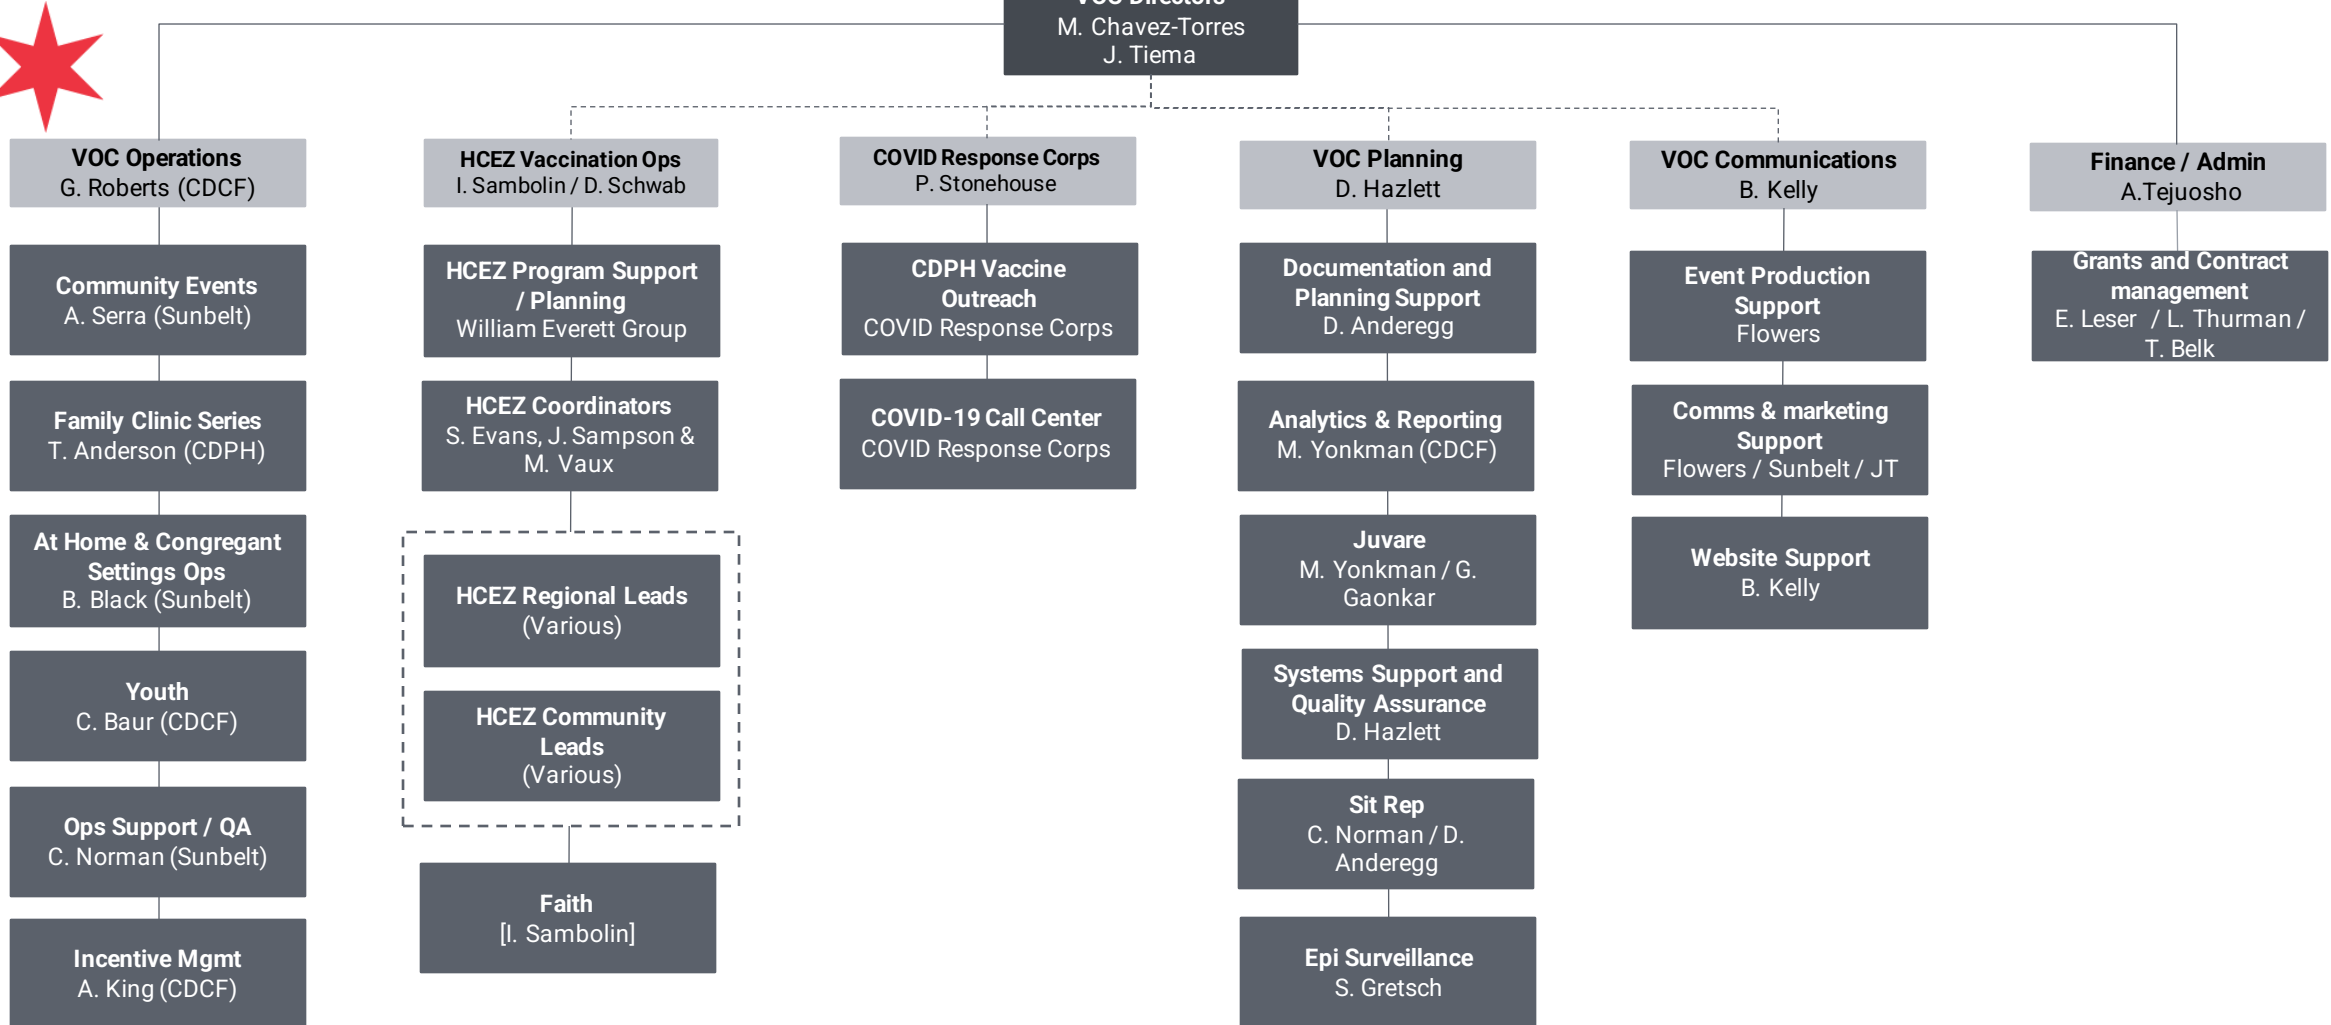 VOC Directors
M. Chavez-Torres
J. Tiema
VOC Operations
G. Roberts (CDCF)
Community Events
A. Serra (Sunbelt)
Family Clinic Series
T. Anderson (CDPH)
At Home & Congregant
Settings Ops
B. Black (Sunbelt)
Youth
C. Baur (CDCF)
Ops Support / QA
C. Norman (Sunbelt)
Incentive Mgmt
A. King (CDCF)
HCEZ Vaccination Ops
I. Sambolin / D. Schwab
HCEZ Program Support
/ Planning
William Everett Group
HCEZ Coordinators
S. Evans, J. Sampson &
M. Vaux
HCEZ Regional Leads
(Various)
HCEZ Community
Leads
(Various)
Faith
[I. Sambolin]
COVID Response Corps
P. Stonehouse
CDPH Vaccine
Outreach
COVID Response Corps
COVID-19 Call Center
COVID Response Corps
VOC Planning
D. Hazlett
Documentation and
Planning Support
D. Anderegg
Analytics & Reporting
M. Yonkman (CDCF)
Juvare
M. Yonkman / G.
Gaonkar
Systems Support and
Quality Assurance
D. Hazlett
Sit Rep
C. Norman / D.
Anderegg
Epi Surveillance
S. Gretsch
VOC Communications
B. Kelly
Event Production
Support
Flowers
Comms & marketing
Support
Flowers / Sunbelt / JT
Website Support
B. Kelly
Finance / Admin
A.Tejuosho
Grants and Contract
management
E. Leser / L. Thurman /
T. Belk